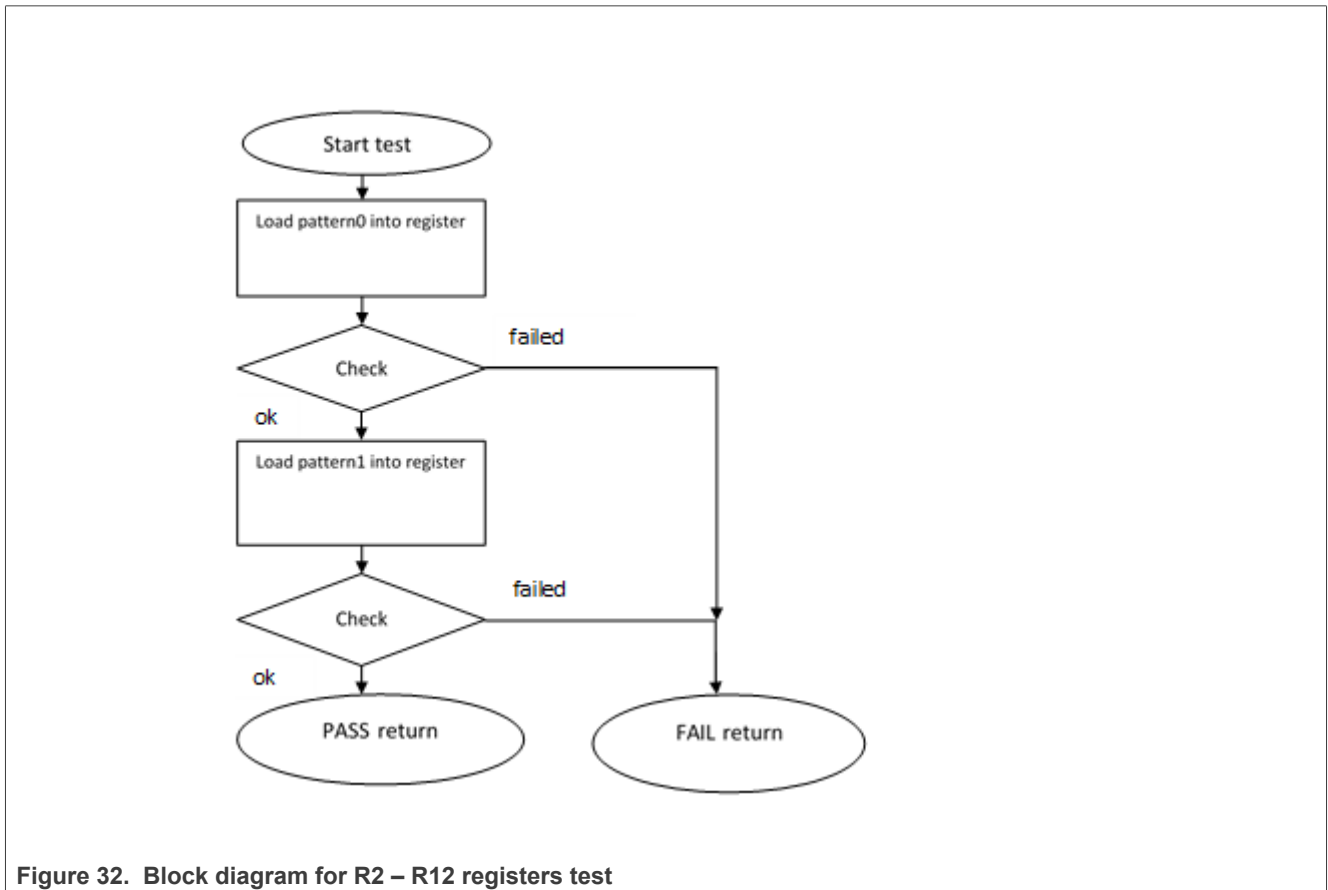 Start test
Load pattern0 into register
failed
Check
ok
Load pattern1 into register
failed
Check
ok
PASS return
FAIL return
Figure 32. Block diagram for R2 – R12 registers test